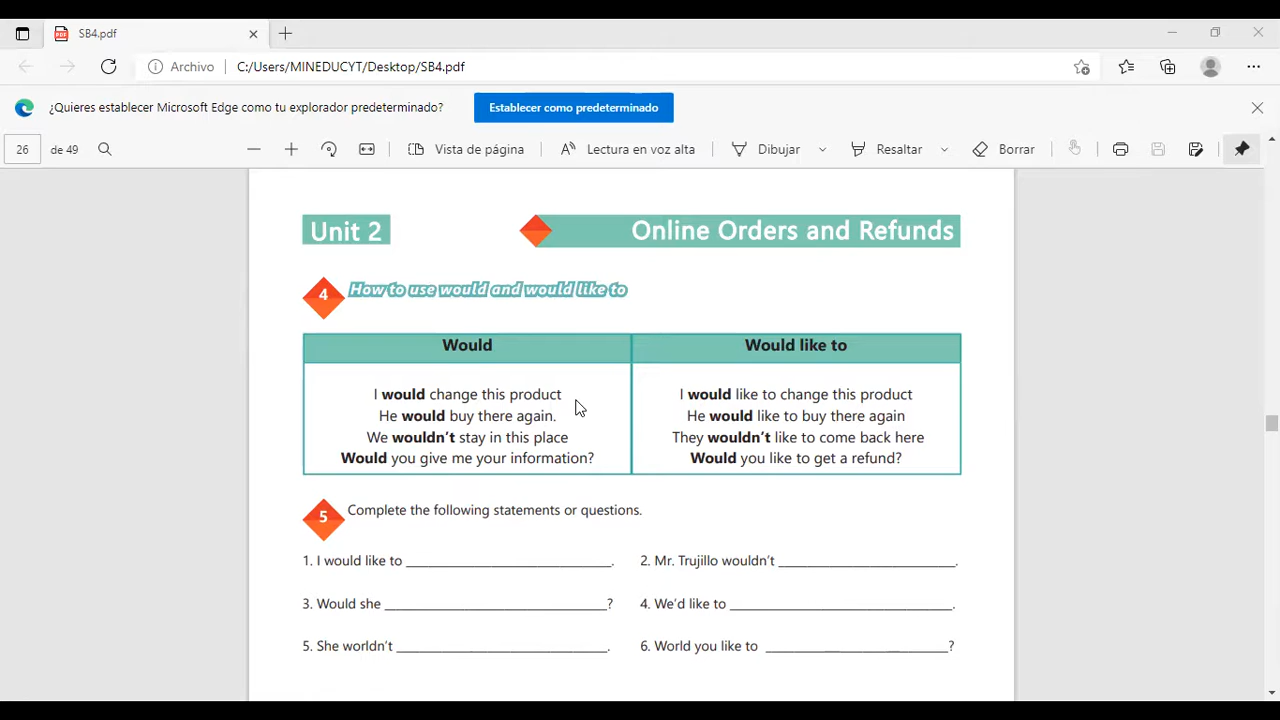 SB4.pdf
Archivo C:/Users/MINEDUCYT/Desktop/SB4.pdf
¿Quieres establecer Microsoft Edge como tu explorador predeterminado? Establecer como predeterminado
26 de 49 Vista de página Lectura en voz alta Dibujar Resaltar Borrar
Unit 2 Online Orders and Refunds
4 How to use would and would like to
Would Would like to
I would change this product
He would buy there again.
We wouldn't stay in this place
Would you give me your information?
I would like to change this product
He would like to buy there again
They wouldn't like to come back here
Would you like to get a refund?
5 Complete the following statements or questions.
1. I would like to ______________________________. 2. Mr. Trujillo wouldn't __________________________.
3. Would she ________________________________? 4. We'd like to ________________________________.
5. She worldn't ______________________________. 6. World you like to __________________________?